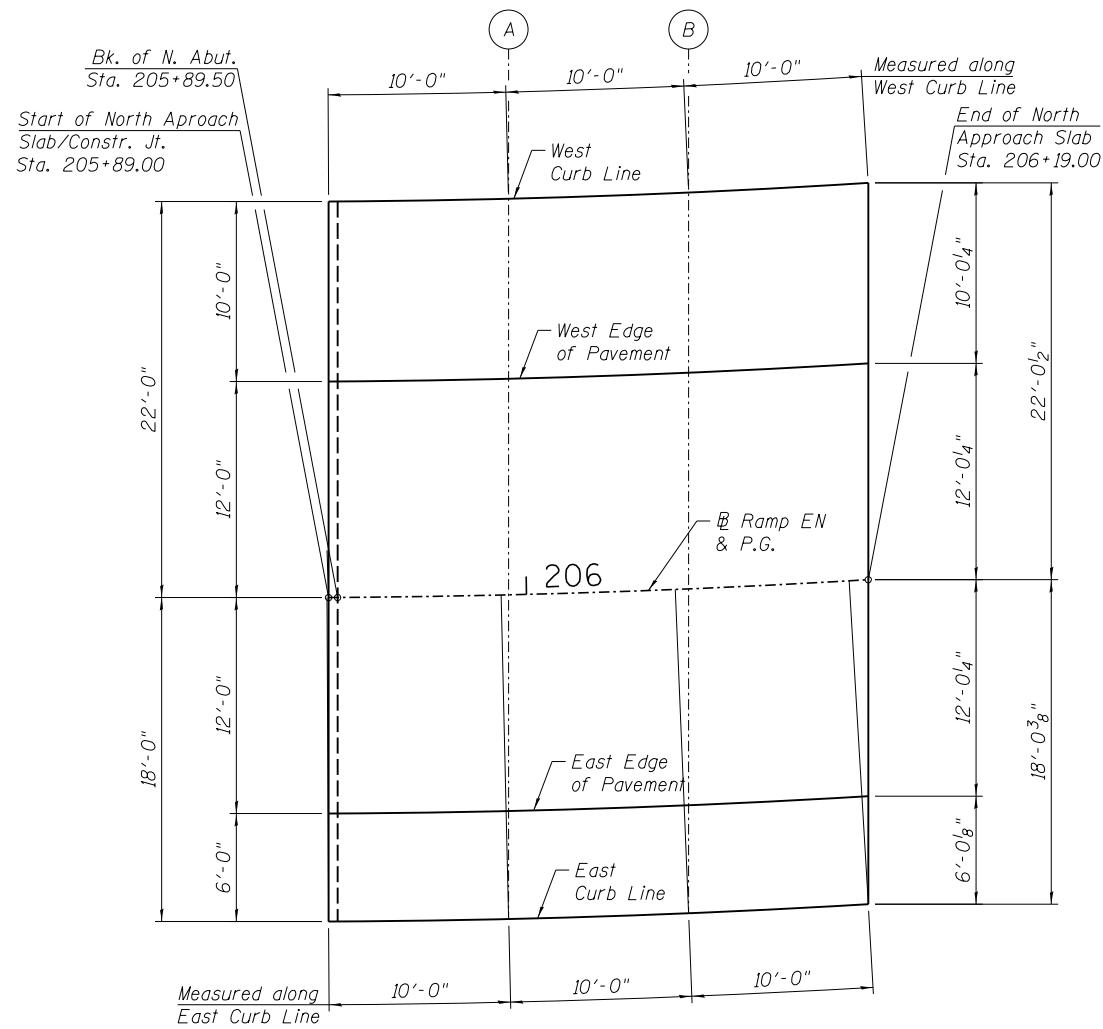 A
B
Bk. of N. Abut.
Sta. 205+89.50
10'-0"
10'-0"
10'-0"
Measured along
West Curb Line
Start of North Aproach
Slab/Constr. Jt.
Sta. 205+89.00
End of North
Approach Slab
Sta. 206+19.00
West
Curb Line
10'-0"
10'-0¼"
22'-0"
West Edge
of Pavement
22'-0½"
12'-0"
12'-0¼"
Ramp EN
& P.G.
206
12'-0"
12'-0¼"
18'-0"
18'-0⅜"
East Edge
of Pavement
6'-0"
6'-0⅛"
East
Curb Line
10'-0"
10'-0"
10'-0"
Measured along
East Curb Line